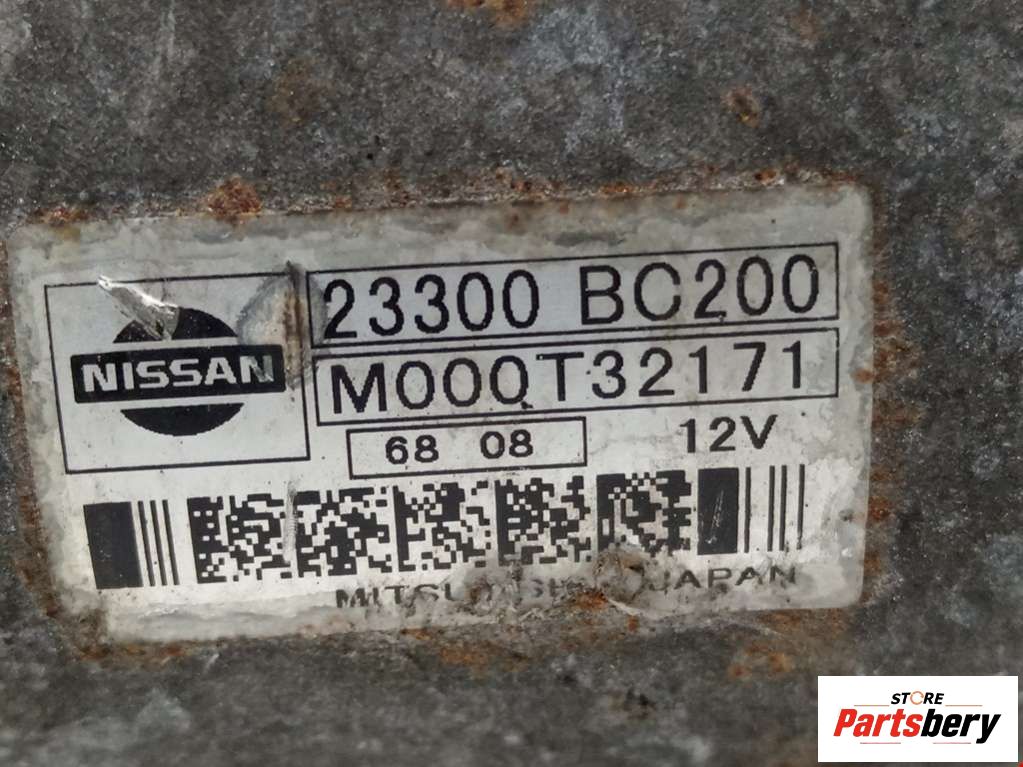 NISSAN
23300 BC200
M000T32171
68 08
12V
JAPAN
STORE
Partsbery